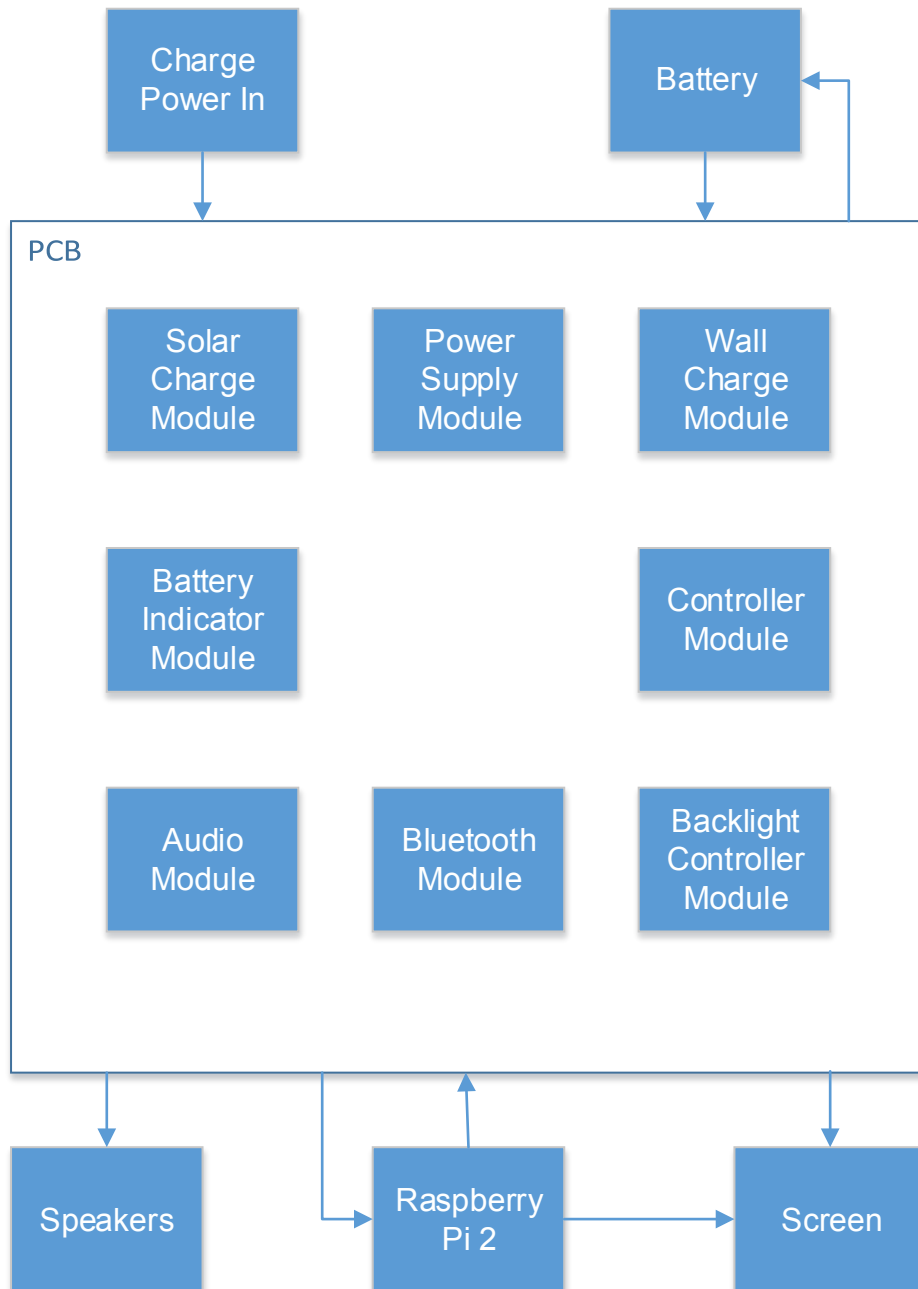 Charge
Power In
Battery
PCB
Solar
Charge
Module
Power
Supply
Module
Wall
Charge
Module
Battery
Indicator
Module
Controller
Module
Audio
Module
Bluetooth
Module
Backlight
Controller
Module
Speakers
Raspberry
Pi 2
Screen